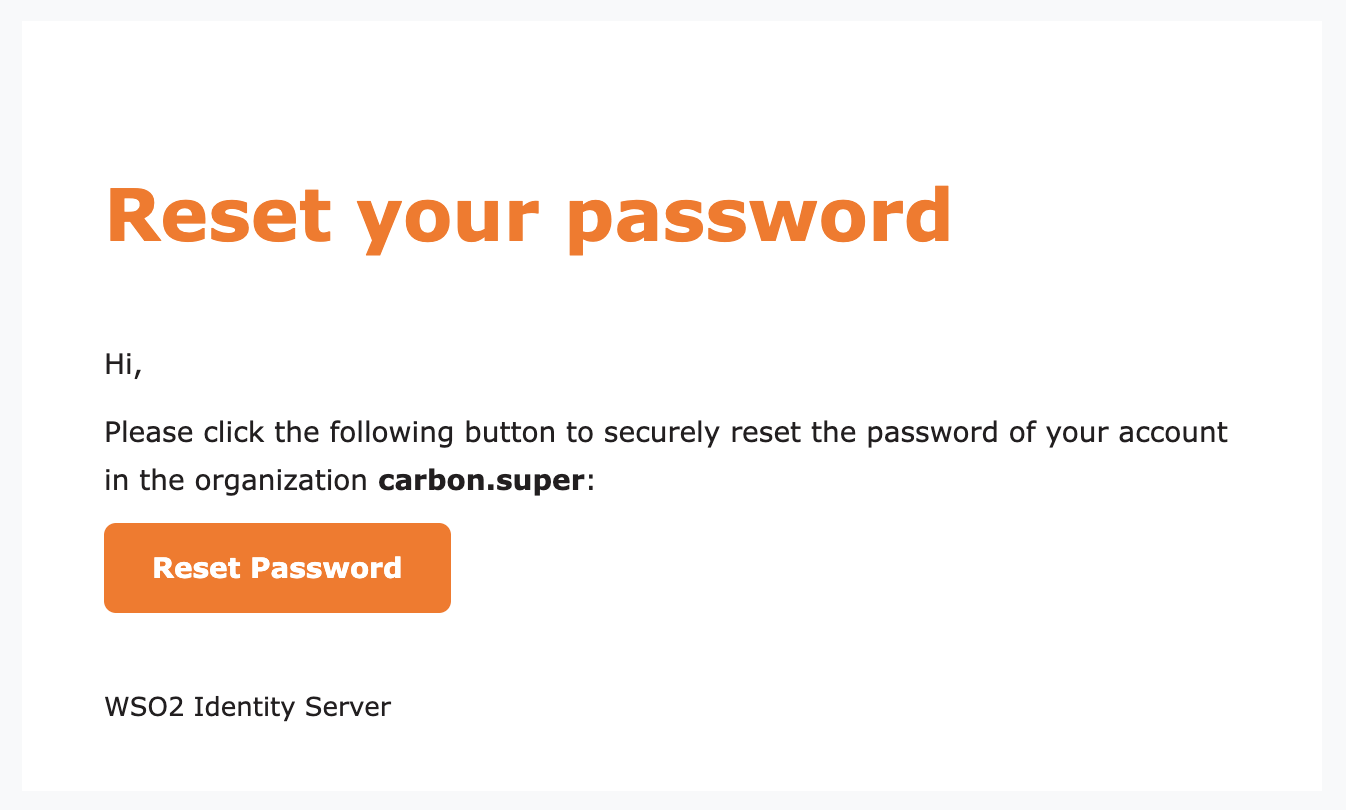 Reset your password
Hi,
Please click the following button to securely reset the password of your account
in the organization carbon.super:
Reset Password
WSO2 Identity Server